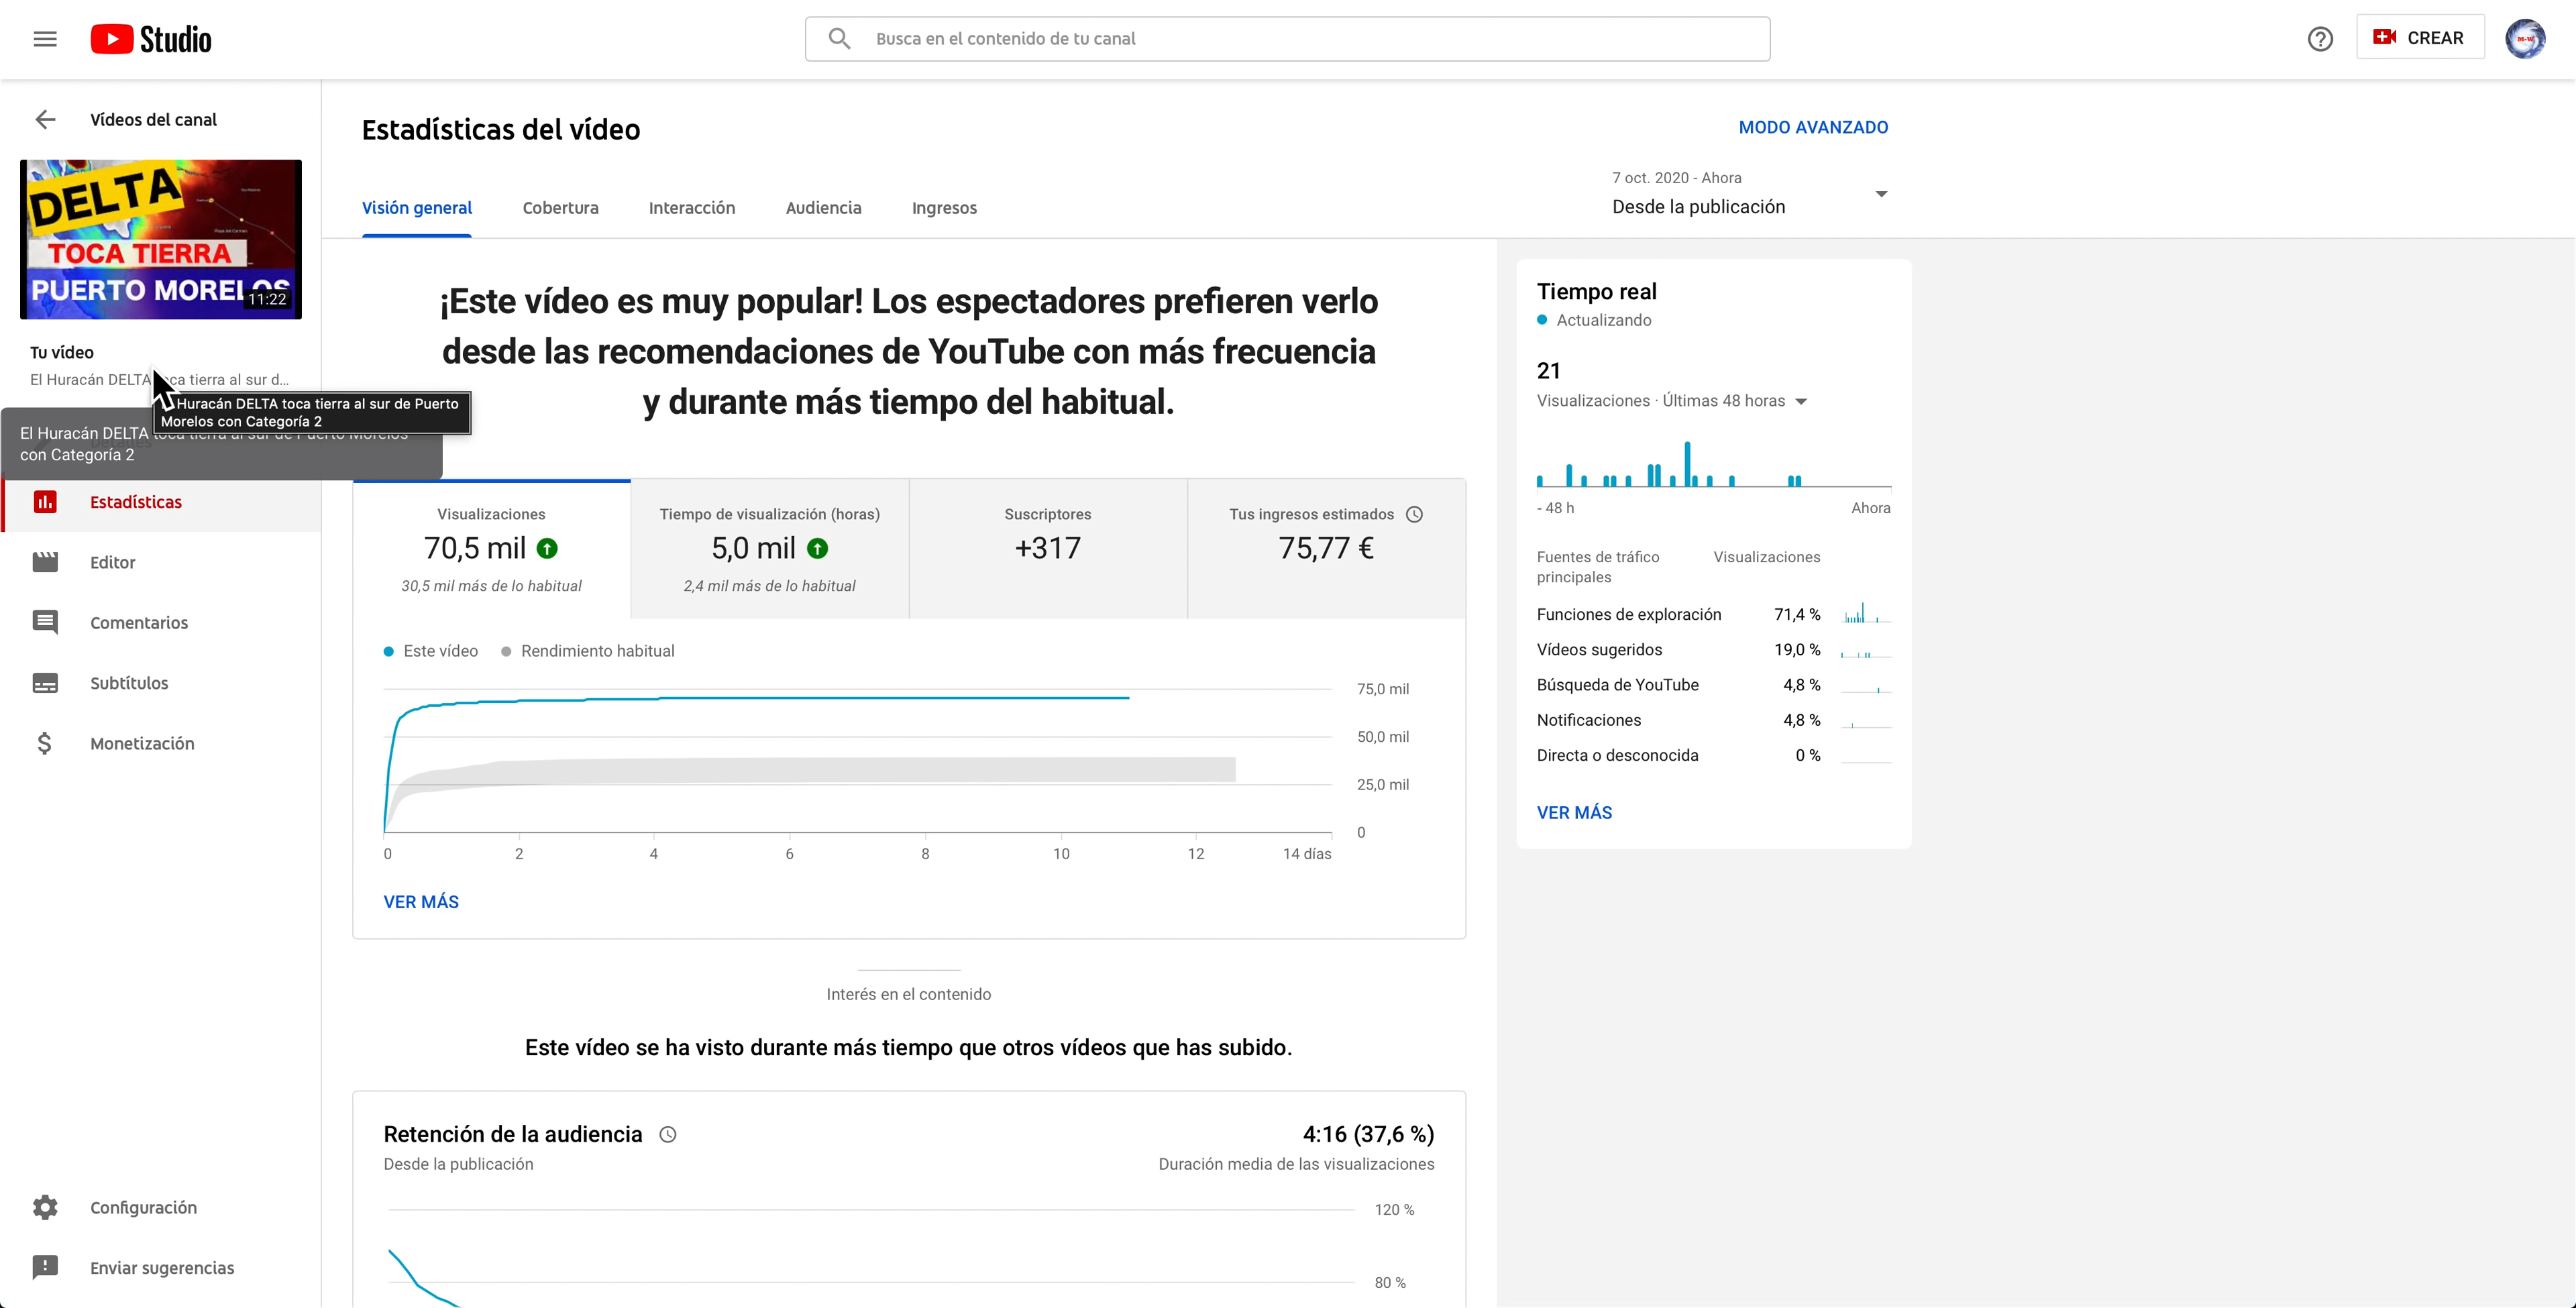 Studio
Busca en el contenido de tu canal
CREAR
M-W
Vídeos del canal
DELTA
TOCA TIERRA
PUERTO MORELOS
11:22
Tu vídeo
El Huracán DELTA toca tierra al sur d...
Huracán DELTA toca tierra al sur de Puerto
Morelos con Categoría 2
El Huracán DELTA toca tierra al sur de Puerto Morelos
con Categoría 2
Estadísticas
Editor
Comentarios
Subtítulos
Monetización
Configuración
Enviar sugerencias
Estadísticas del vídeo
MODO AVANZADO
Visión general
Cobertura
Interacción
Audiencia
Ingresos
7 oct. 2020 - Ahora
Desde la publicación
¡Este vídeo es muy popular! Los espectadores prefieren verlo
desde las recomendaciones de YouTube con más frecuencia
y durante más tiempo del habitual.
Visualizaciones
70,5 mil
30,5 mil más de lo habitual
Tiempo de visualización (horas)
5,0 mil
2,4 mil más de lo habitual
Suscriptores
+317
Tus ingresos estimados
75,77 €
Este vídeo
Rendimiento habitual
75,0 mil
50,0 mil
25,0 mil
0
0 2 4 6 8 10 12 14 días
VER MÁS
Interés en el contenido
Este vídeo se ha visto durante más tiempo que otros vídeos que has subido.
Retención de la audiencia
Desde la publicación
4:16 (37,6 %)
Duración media de las visualizaciones
120 %
80 %
Tiempo real
Actualizando
21
Visualizaciones · Últimas 48 horas
- 48 h
Ahora
Fuentes de tráfico
principales
Visualizaciones
Funciones de exploración 71,4 %
Vídeos sugeridos 19,0 %
Búsqueda de YouTube 4,8 %
Notificaciones 4,8 %
Directa o desconocida 0 %
VER MÁS